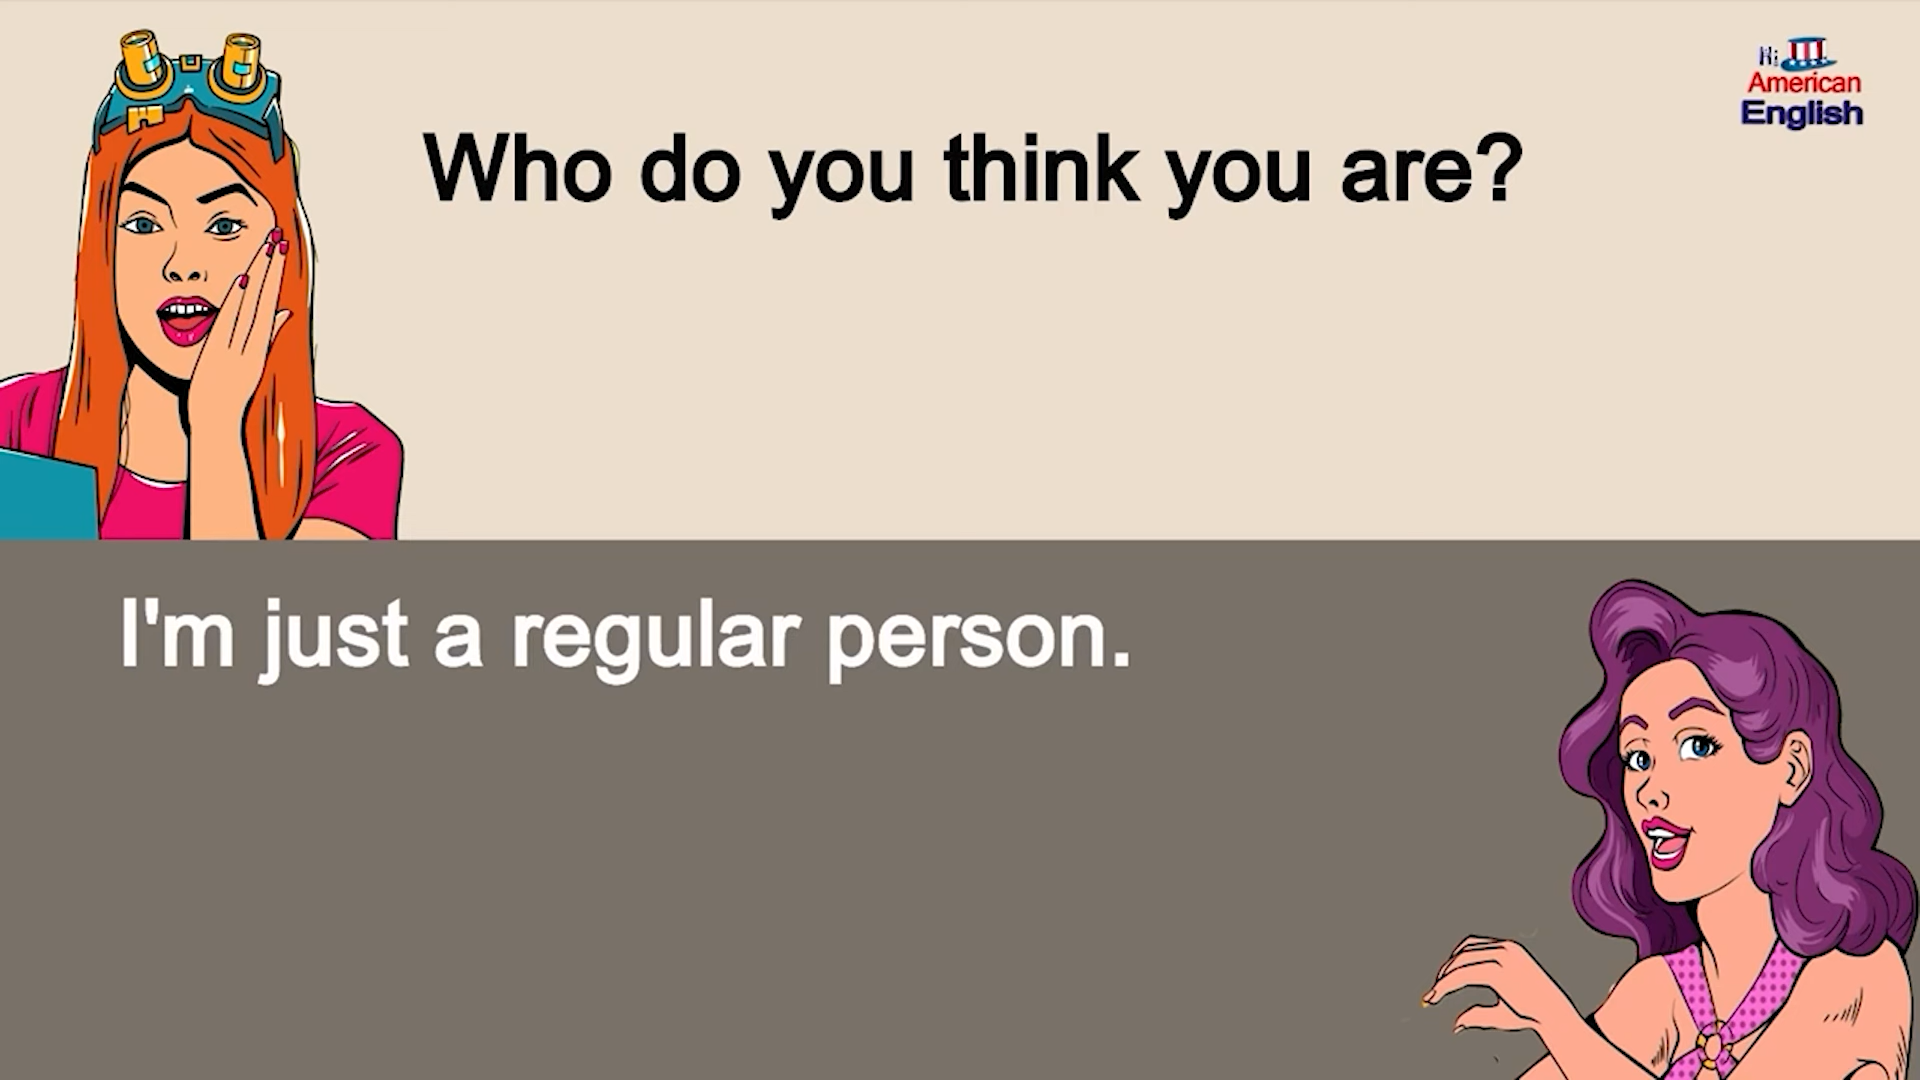 Hi
American
English
Who do you think you are?
I'm just a regular person.